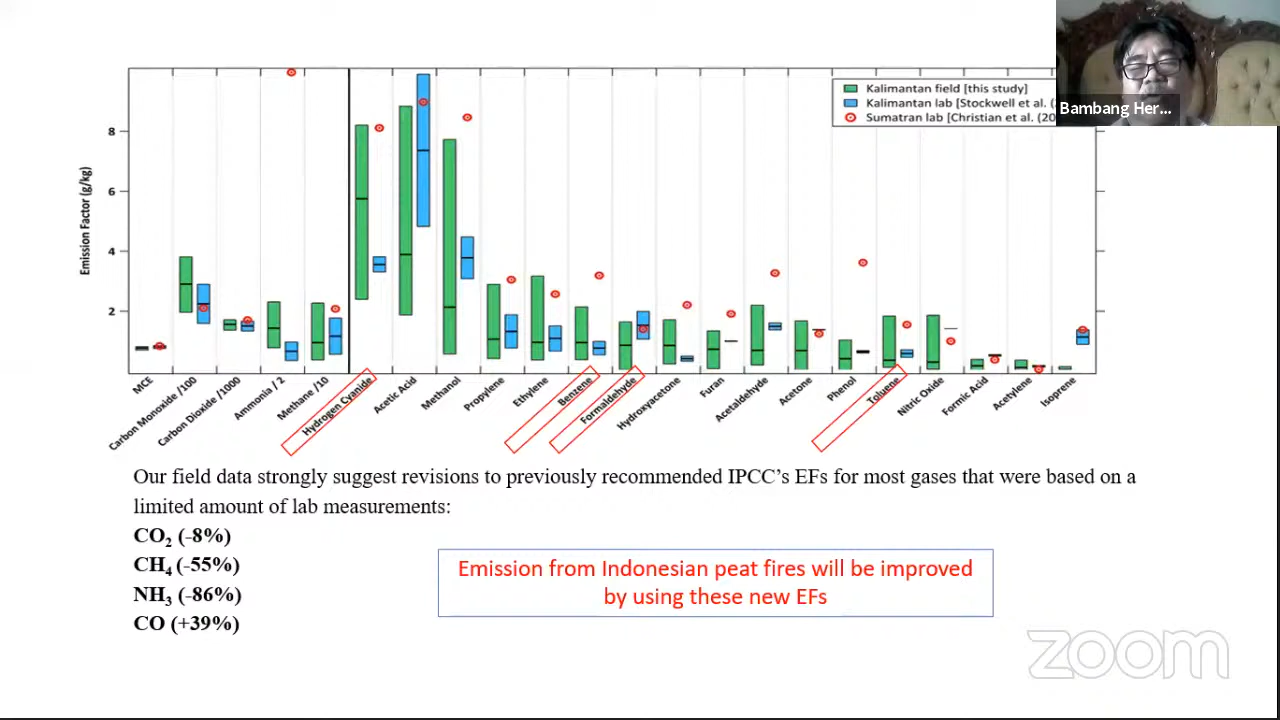 Kalimantan field [this study]
Kalimantan lab [Stockwell et al. (
Sumatran lab [Christian et al. (20
Bambang Her...
Emission Factor (g/kg)
8
6
4
2
MCE
Carbon Monoxide /100
Carbon Dioxide /1000
Ammonia / 2
Methane /10
Hydrogen Cyanide
Acetic Acid
Methanol
Propylene
Ethylene
Benzene
Formaldehyde
Hydroxyacetone
Furan
Acetaldehyde
Acetone
Phenol
Toluene
Nitric Oxide
Formic Acid
Acetylene
Isoprene
Our field data strongly suggest revisions to previously recommended IPCC's EFs for most gases that were based on a
limited amount of lab measurements:
CO₂ (-8%)
CH₄ (-55%)
NH₃ (-86%)
CO (+39%)
Emission from Indonesian peat fires will be improved
by using these new EFs
zoom